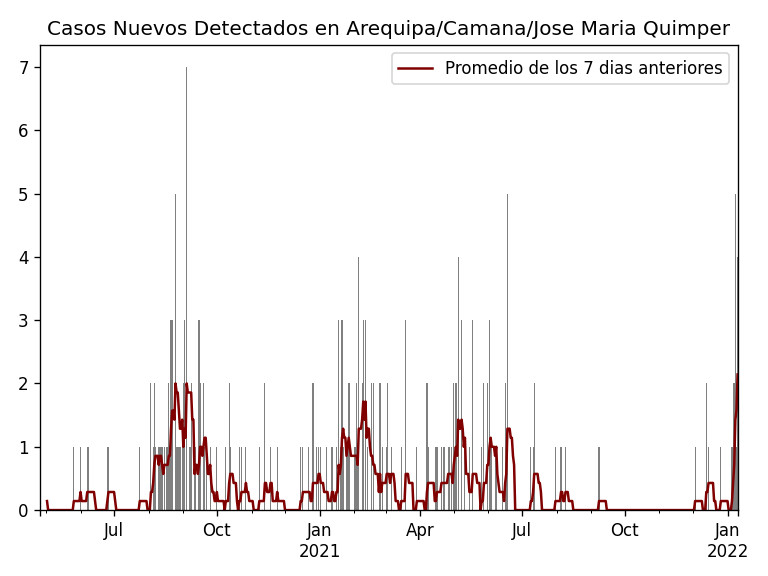 Casos Nuevos Detectados en Arequipa/Camana/Jose Maria Quimper
Promedio de los 7 dias anteriores
7
6
5
4
3
2
1
0
Jul
Oct
Jan
2021
Apr
Jul
Oct
Jan
2022